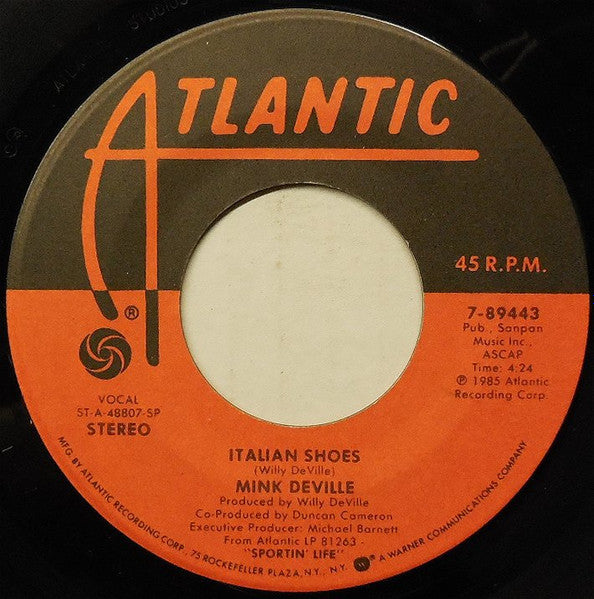 ATLANTIC
®
45 R.P.M.
7-89443
Pub., Sanpan
Music Inc.,
ASCAP
Time: 4:24
℗ 1985 Atlantic
Recording Corp.
VOCAL
ST-A-48807-SP
STEREO
ITALIAN SHOES
(Willy DeVille)
MINK DEVILLE
Produced by Willy DeVille
Co-Produced by Duncan Cameron
Executive Producer: Michael Barnett
From Atlantic LP 81263 -
"SPORTIN' LIFE"
MFG. BY ATLANTIC RECORDING CORP., 75 ROCKEFELLER PLAZA, N.Y., N.Y. ® A WARNER COMMUNICATIONS COMPANY